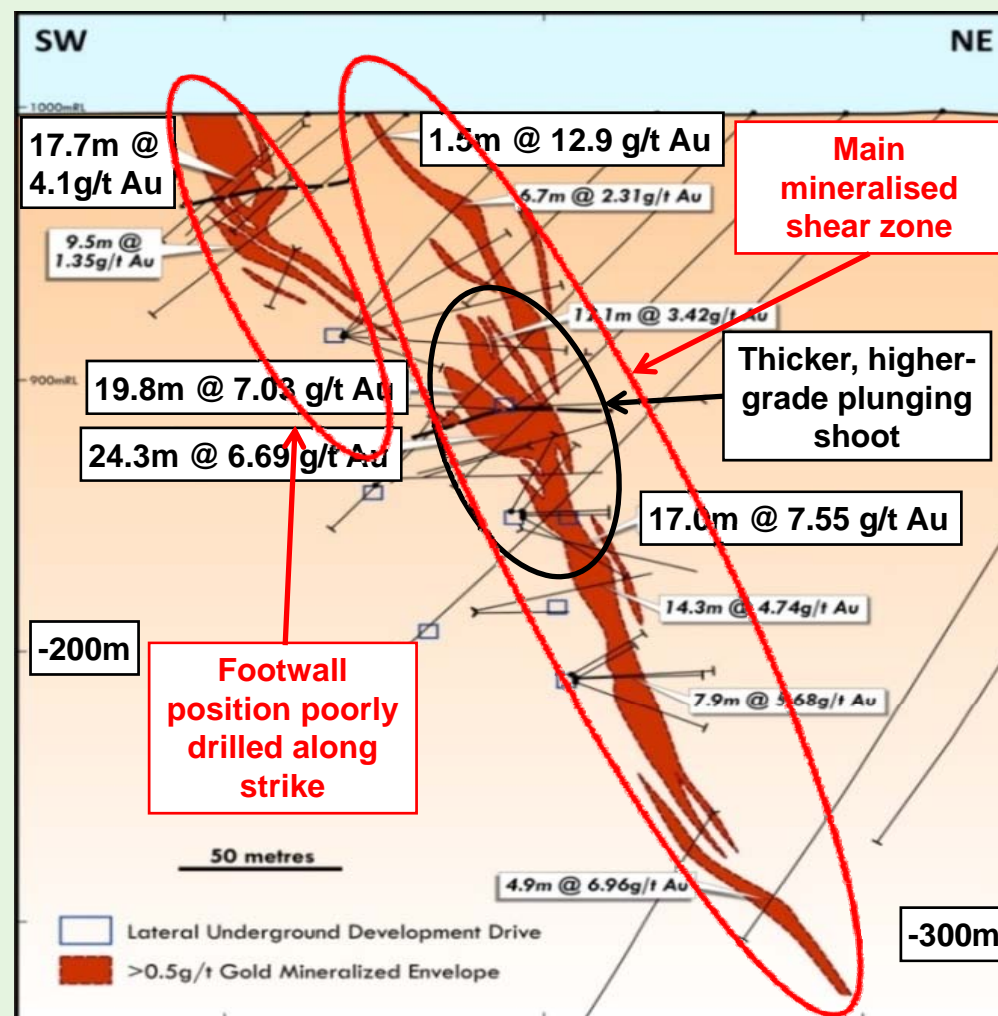 SW
NE
1000mRL
17.7m @
4.1g/t Au
1.5m @ 12.9 g/t Au
Main
mineralised
shear zone
6.7m @ 2.31g/t Au
9.5m @
1.35g/t Au
17.1m @ 3.42g/t Au
900mRL
19.8m @ 7.03 g/t Au
Thicker, higher-
grade plunging
shoot
24.3m @ 6.69 g/t Au
17.0m @ 7.55 g/t Au
14.3m @ 4.74g/t Au
-200m
Footwall
position poorly
drilled along
strike
7.9m @ 5.68g/t Au
50 metres
4.9m @ 6.96g/t Au
-300m
Lateral Underground Development Drive
>0.5g/t Gold Mineralized Envelope